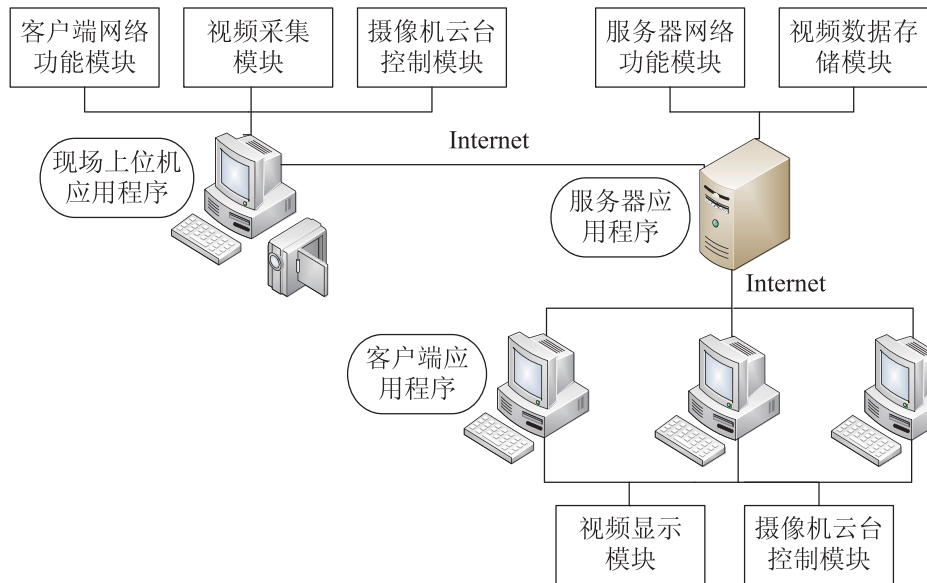 客户端网络
功能模块
视频采集
模块
摄像机云台
控制模块
服务器网络
功能模块
视频数据存
储模块
Internet
现场上位机
应用程序
服务器应
用程序
Internet
客户端应
用程序
视频显示
模块
摄像机云台
控制模块